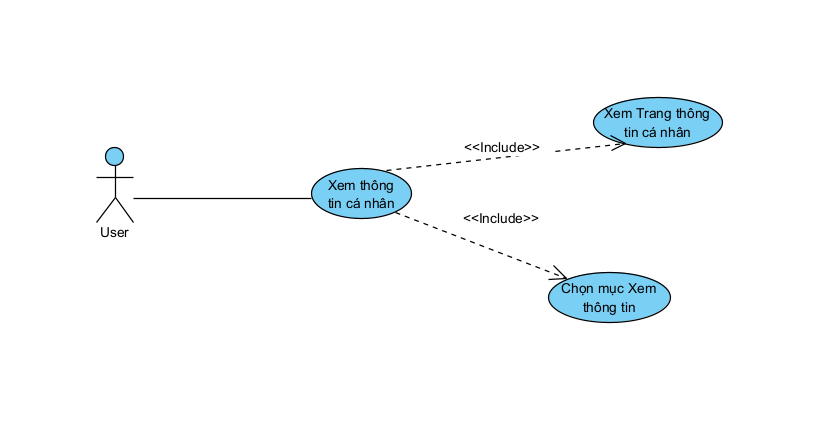 Xem Trang thông
tin cá nhân
<<Include>>
Xem thông
tin cá nhân
<<Include>>
User
Chọn mục Xem
thông tin